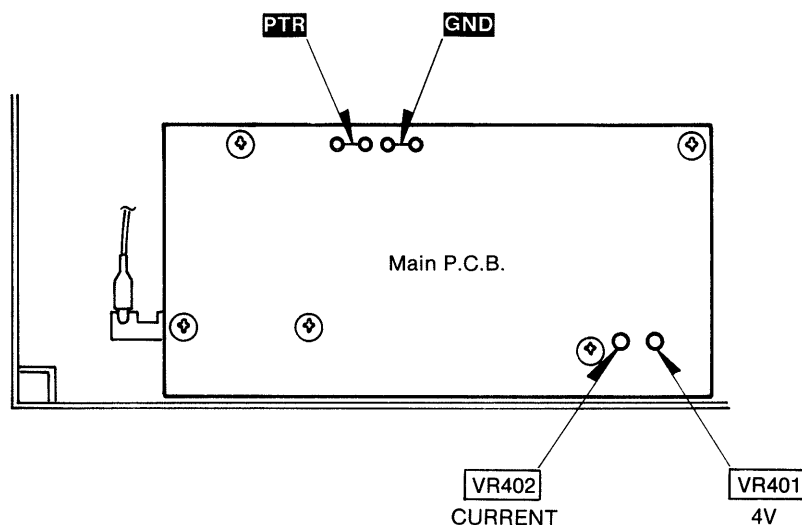 PTR
GND
Main P.C.B.
VR402
VR401
CURRENT
4V